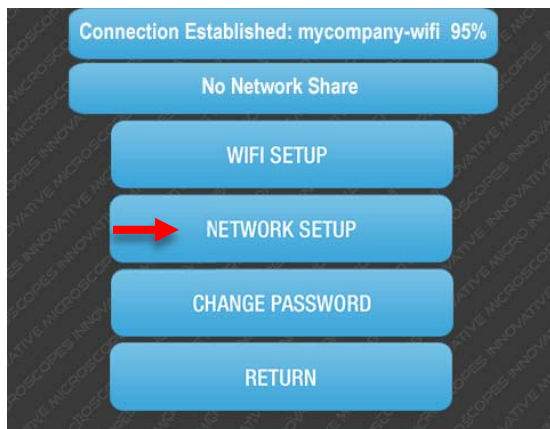 Connection Established: mycompany-wifi 95%
No Network Share
WIFI SETUP
NETWORK SETUP
CHANGE PASSWORD
RETURN